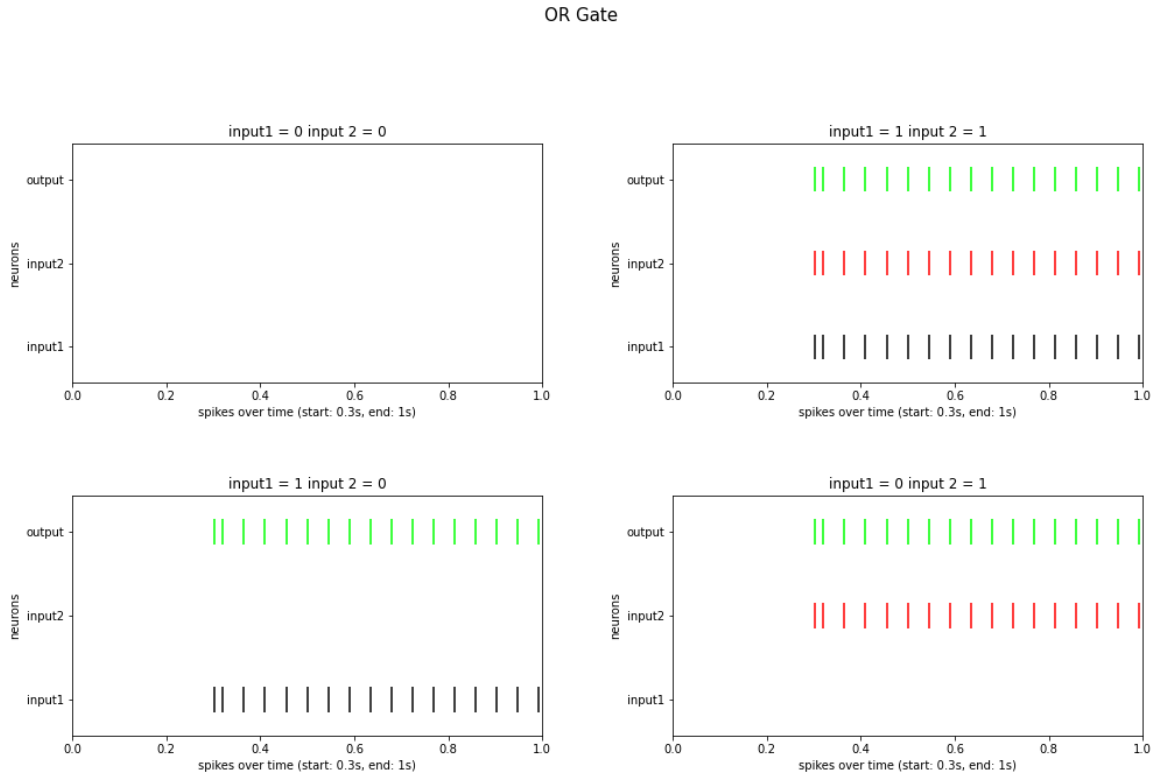 OR Gate
input1 = 0 input 2 = 0
output
input2
input1
neurons
0.0 0.2 0.4 0.6 0.8 1.0
spikes over time (start: 0.3s, end: 1s)
input1 = 1 input 2 = 1
output
input2
input1
neurons
0.0 0.2 0.4 0.6 0.8 1.0
spikes over time (start: 0.3s, end: 1s)
input1 = 1 input 2 = 0
output
input2
input1
neurons
0.0 0.2 0.4 0.6 0.8 1.0
spikes over time (start: 0.3s, end: 1s)
input1 = 0 input 2 = 1
output
input2
input1
neurons
0.0 0.2 0.4 0.6 0.8 1.0
spikes over time (start: 0.3s, end: 1s)